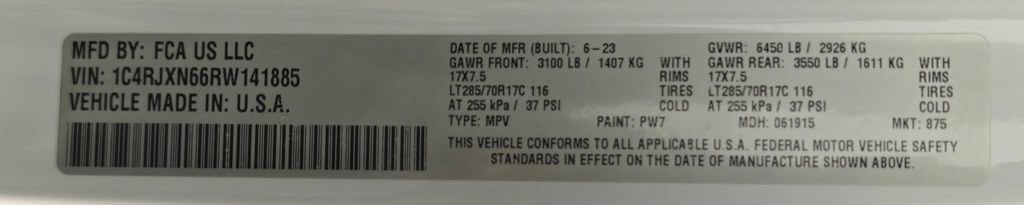 MFD BY: FCA US LLC
VIN: 1C4RJXN66RW141885
VEHICLE MADE IN: U.S.A.
DATE OF MFR (BUILT): 6-23 GVWR: 6450 LB / 2926 KG
GAWR FRONT: 3100 LB / 1407 KG WITH GAWR REAR: 3550 LB / 1611 KG WITH
17X7.5 RIMS 17X7.5 RIMS
LT285/70R17C 116 TIRES LT285/70R17C 116 TIRES
AT 255 kPa / 37 PSI COLD AT 255 kPa / 37 PSI COLD
TYPE: MPV PAINT: PW7 MDH: 061915 MKT: 875
THIS VEHICLE CONFORMS TO ALL APPLICABLE U.S.A. FEDERAL MOTOR VEHICLE SAFETY
STANDARDS IN EFFECT ON THE DATE OF MANUFACTURE SHOWN ABOVE.